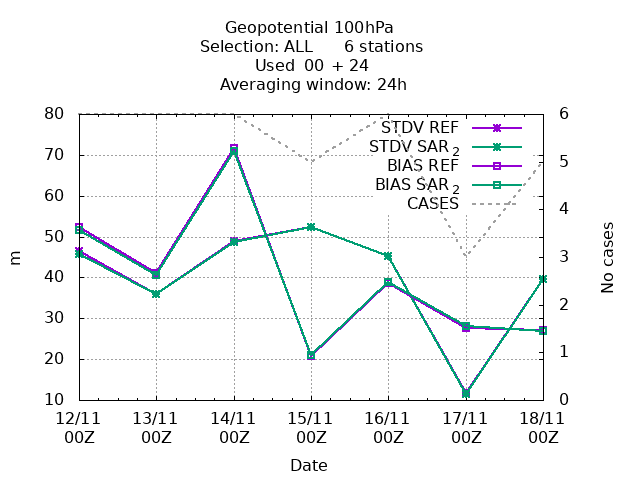 Geopotential 100hPa
Selection: ALL      6 stations
Used  00 + 24
Averaging window: 24h
80
70
60
50
40
30
20
10
m
6
5
4
3
2
1
0
No cases
STDV REF
STDV SAR 2
BIAS REF
BIAS SAR 2
CASES
12/11 13/11 14/11 15/11 16/11 17/11 18/11
00Z 00Z 00Z 00Z 00Z 00Z 00Z
Date